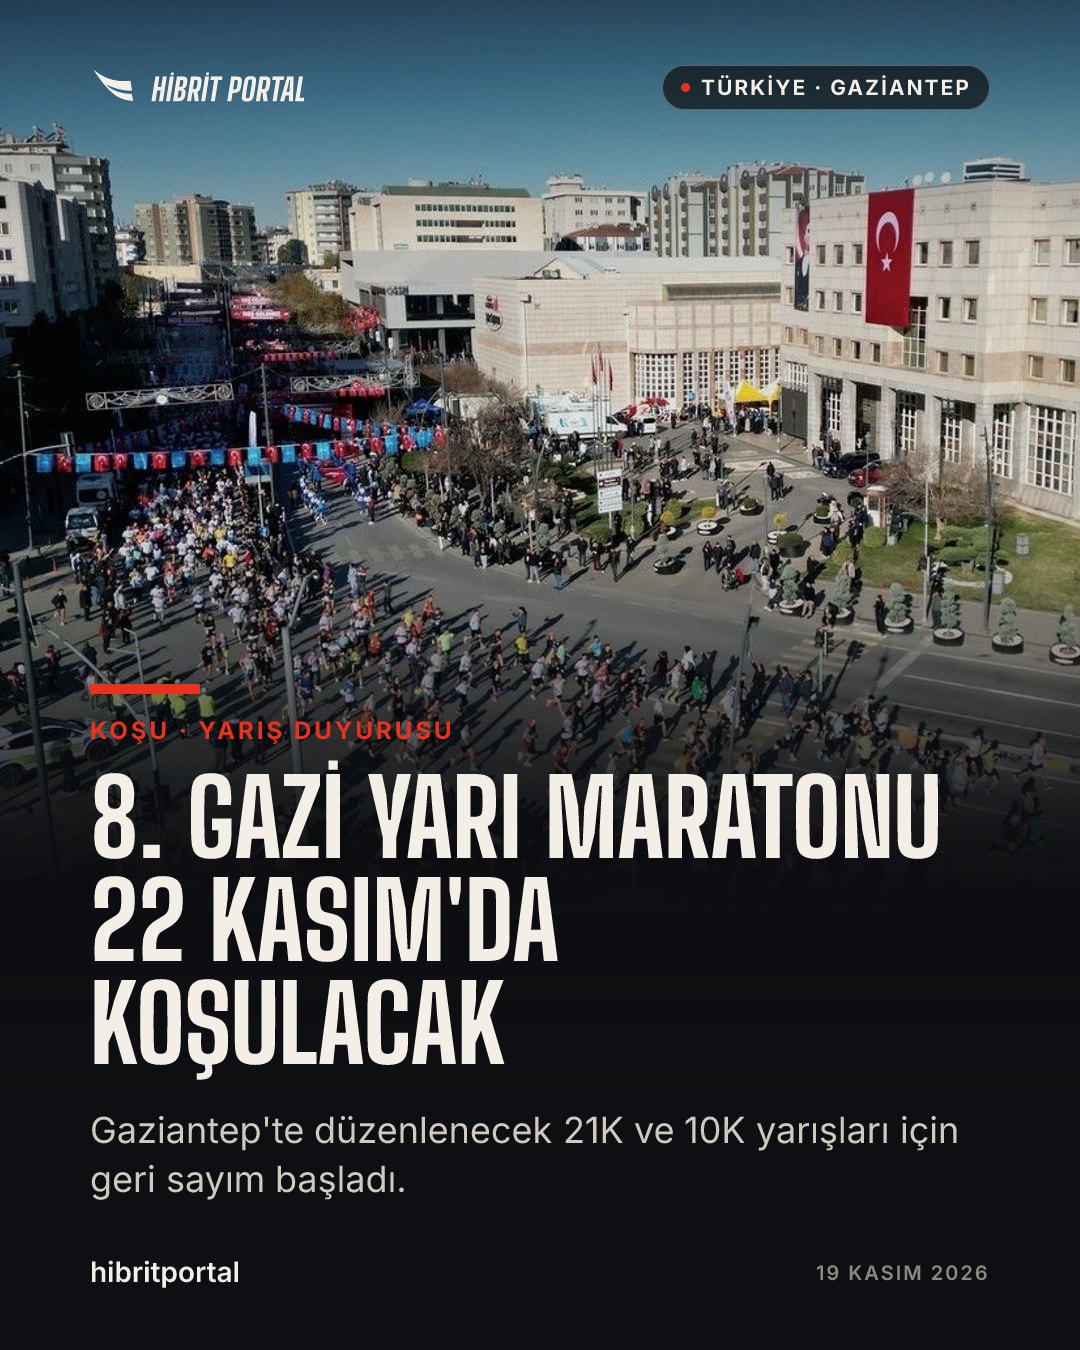 HİBRİT PORTAL
TÜRKİYE · GAZİANTEP
KOŞU · YARIŞ DUYURUSU
8. GAZİ YARI MARATONU
22 KASIM'DA
KOŞULACAK
Gaziantep'te düzenlenecek 21K ve 10K yarışları için
geri sayım başladı.
hibritportal
19 KASIM 2026